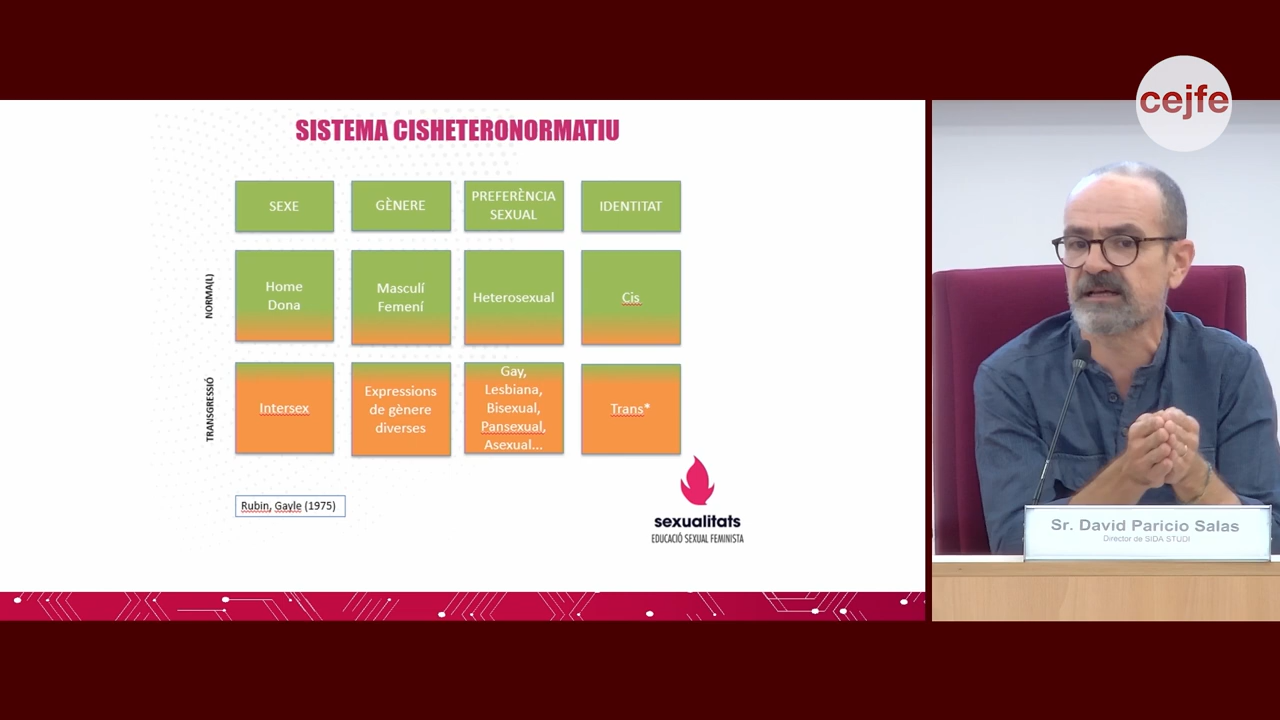 cejfe
SISTEMA CISHETERONORMATIU
SEXE
GÈNERE
PREFERÈNCIA
SEXUAL
IDENTITAT
NORMA(L)
Home
Dona
Masculí
Femení
Heterosexual
Cis
TRANSGRESSIÓ
Intersex
Expressions
de gènere
diverses
Gay,
Lesbiana,
Bisexual,
Pansexual,
Asexual...
Trans*
Rubin, Gayle (1975)
sexualitats
EDUCACIÓ SEXUAL FEMINISTA
Sr. David Paricio Salas
Director de SIDA STUDI